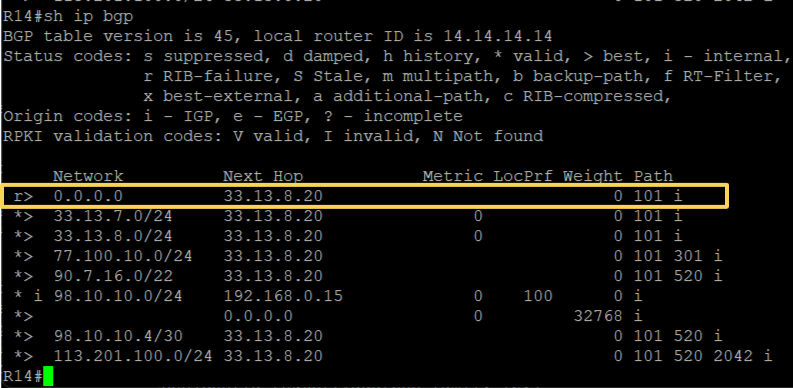 R14#sh ip bgp
BGP table version is 45, local router ID is 14.14.14.14
Status codes: s suppressed, d damped, h history, * valid, > best, i - internal,
              r RIB-failure, S Stale, m multipath, b backup-path, f RT-Filter,
              x best-external, a additional-path, c RIB-compressed,
Origin codes: i - IGP, e - EGP, ? - incomplete
RPKI validation codes: V valid, I invalid, N Not found

     Network          Next Hop            Metric LocPrf Weight Path
 r>  0.0.0.0          33.13.8.20                             0 101 i
 *>  33.13.7.0/24     33.13.8.20               0             0 101 i
 *>  33.13.8.0/24     33.13.8.20               0             0 101 i
 *>  77.100.10.0/24   33.13.8.20                             0 101 301 i
 *>  90.7.16.0/22     33.13.8.20                             0 101 520 i
 * i 98.10.10.0/24    192.168.0.15             0    100      0 i
 *>                   0.0.0.0                  0         32768 i
 *>  98.10.10.4/30    33.13.8.20                             0 101 520 i
 *>  113.201.100.0/24 33.13.8.20                             0 101 520 2042 i
R14#